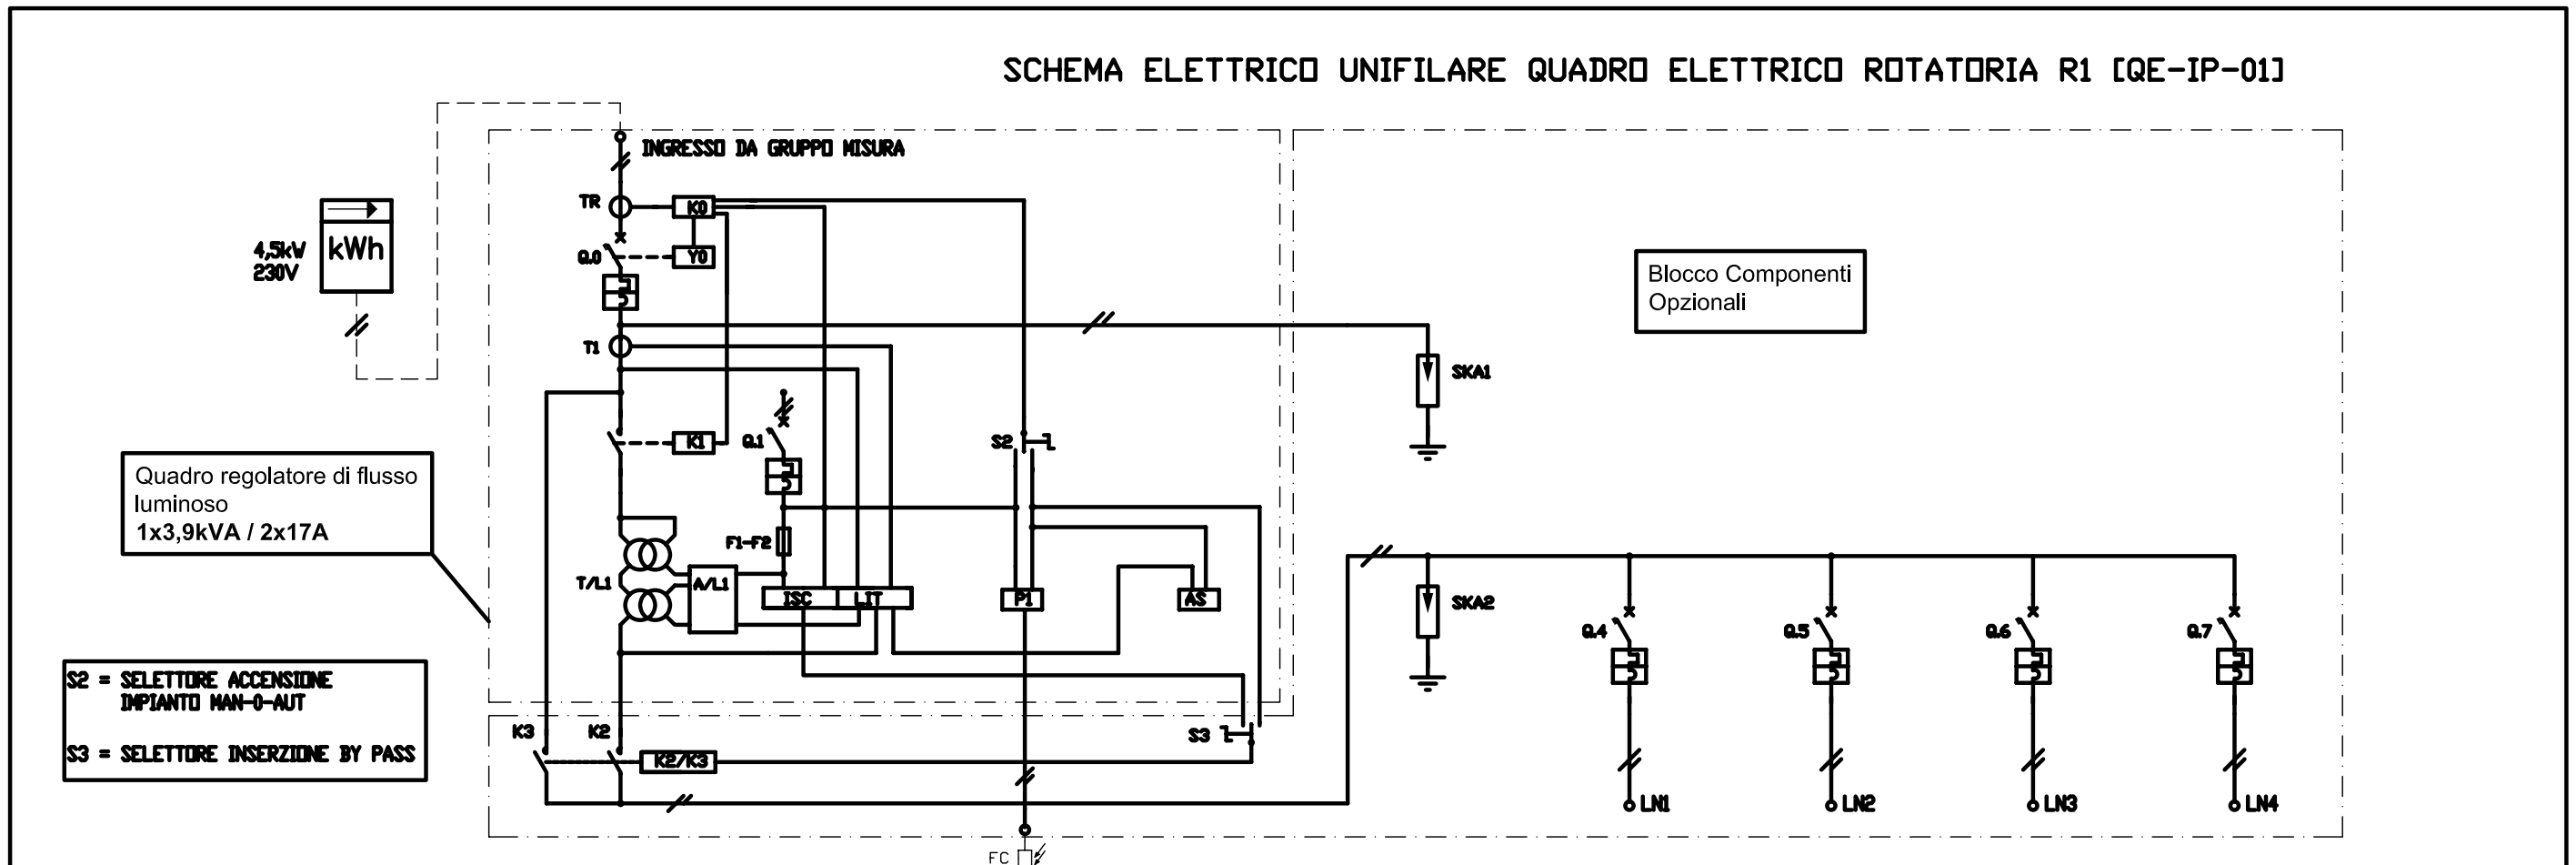 SCHEMA ELETTRICO UNIFILARE QUADRO ELETTRICO ROTATORIA R1 [QE-IP-01]
INGRESSO DA GRUPPO MISURA
TR
K0
kWh
4,5kW
230V
Q.0
Y0
Blocco Componenti
Opzionali
T1
SKA1
K1
Q.1
S2
Quadro regolatore di flusso
luminoso
1x3,9kVA / 2x17A
F1-F2
T/L1
A/L1
ISC
LIT
P1
AS
SKA2
Q.4
Q.5
Q.6
Q.7
S2 = SELETTORE ACCENSIONE
IMPIANTO MAN-0-AUT
S3 = SELETTORE INSERZIONE BY PASS
K3
K2
K2/K3
S3
LN1
LN2
LN3
LN4
FC